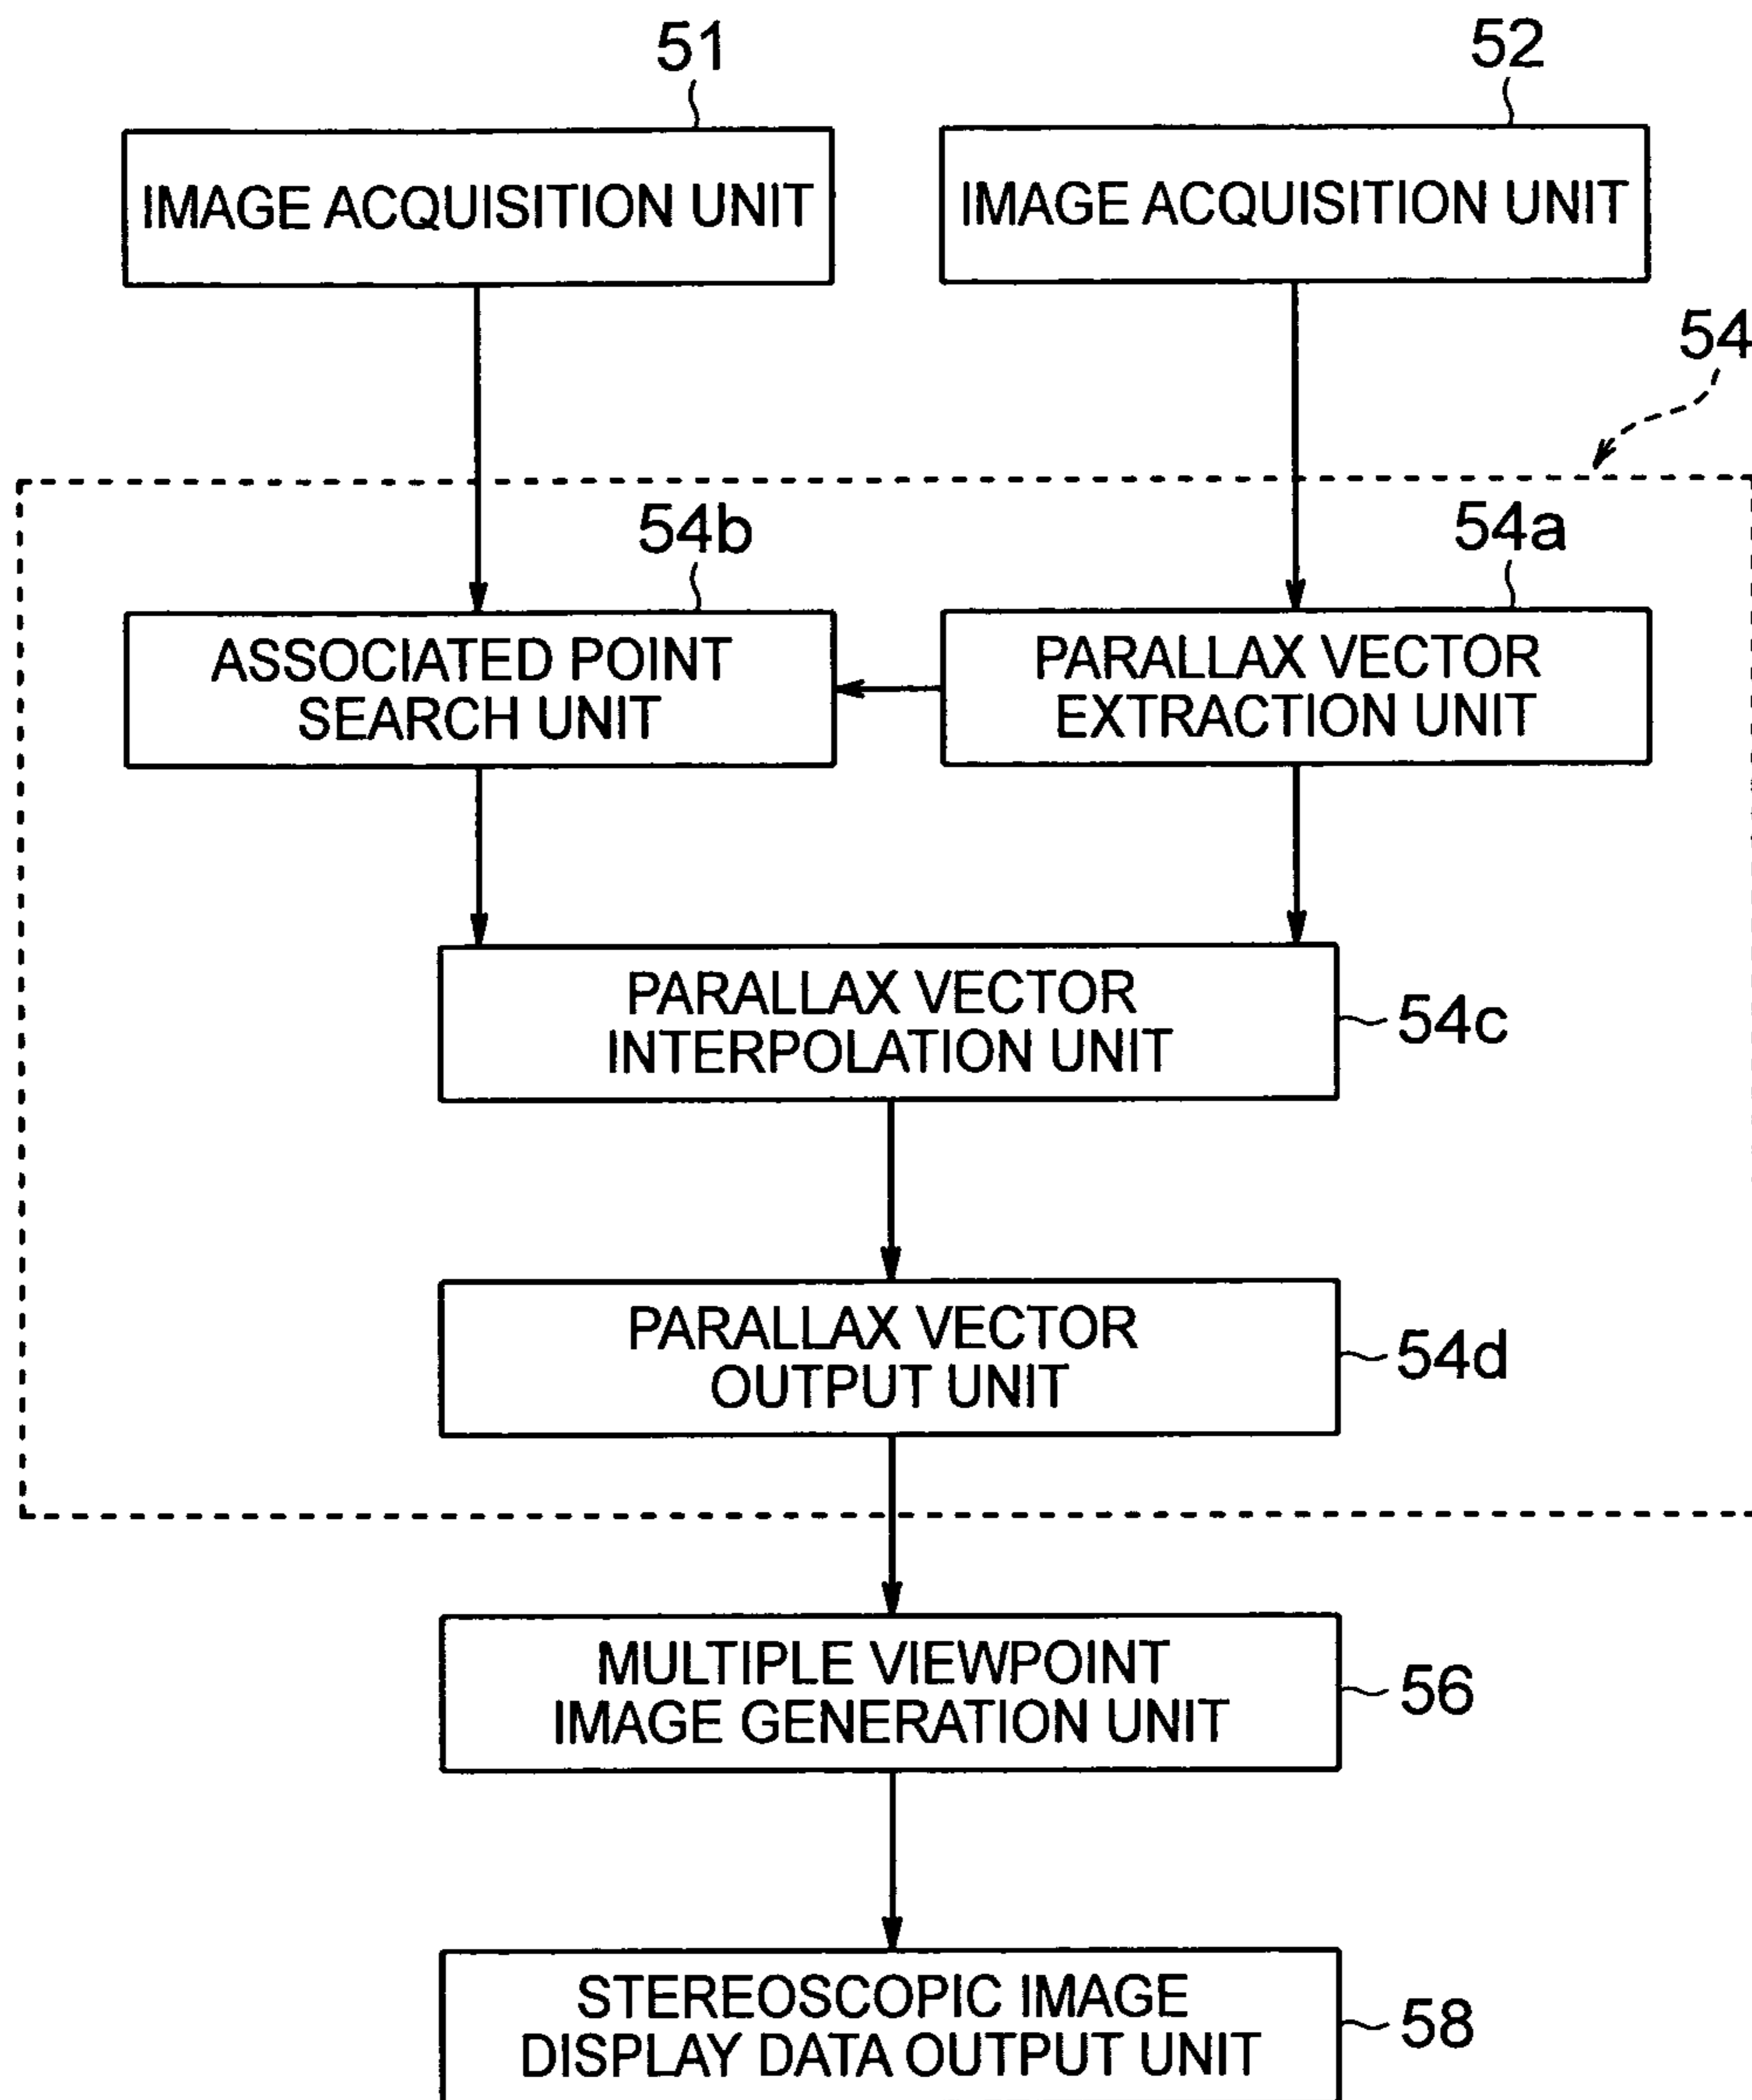 51
52
IMAGE ACQUISITION UNIT
IMAGE ACQUISITION UNIT
54
54b
54a
ASSOCIATED POINT
SEARCH UNIT
PARALLAX VECTOR
EXTRACTION UNIT
PARALLAX VECTOR
INTERPOLATION UNIT
54c
PARALLAX VECTOR
OUTPUT UNIT
54d
MULTIPLE VIEWPOINT
IMAGE GENERATION UNIT
56
STEREOSCOPIC IMAGE
DISPLAY DATA OUTPUT UNIT
58